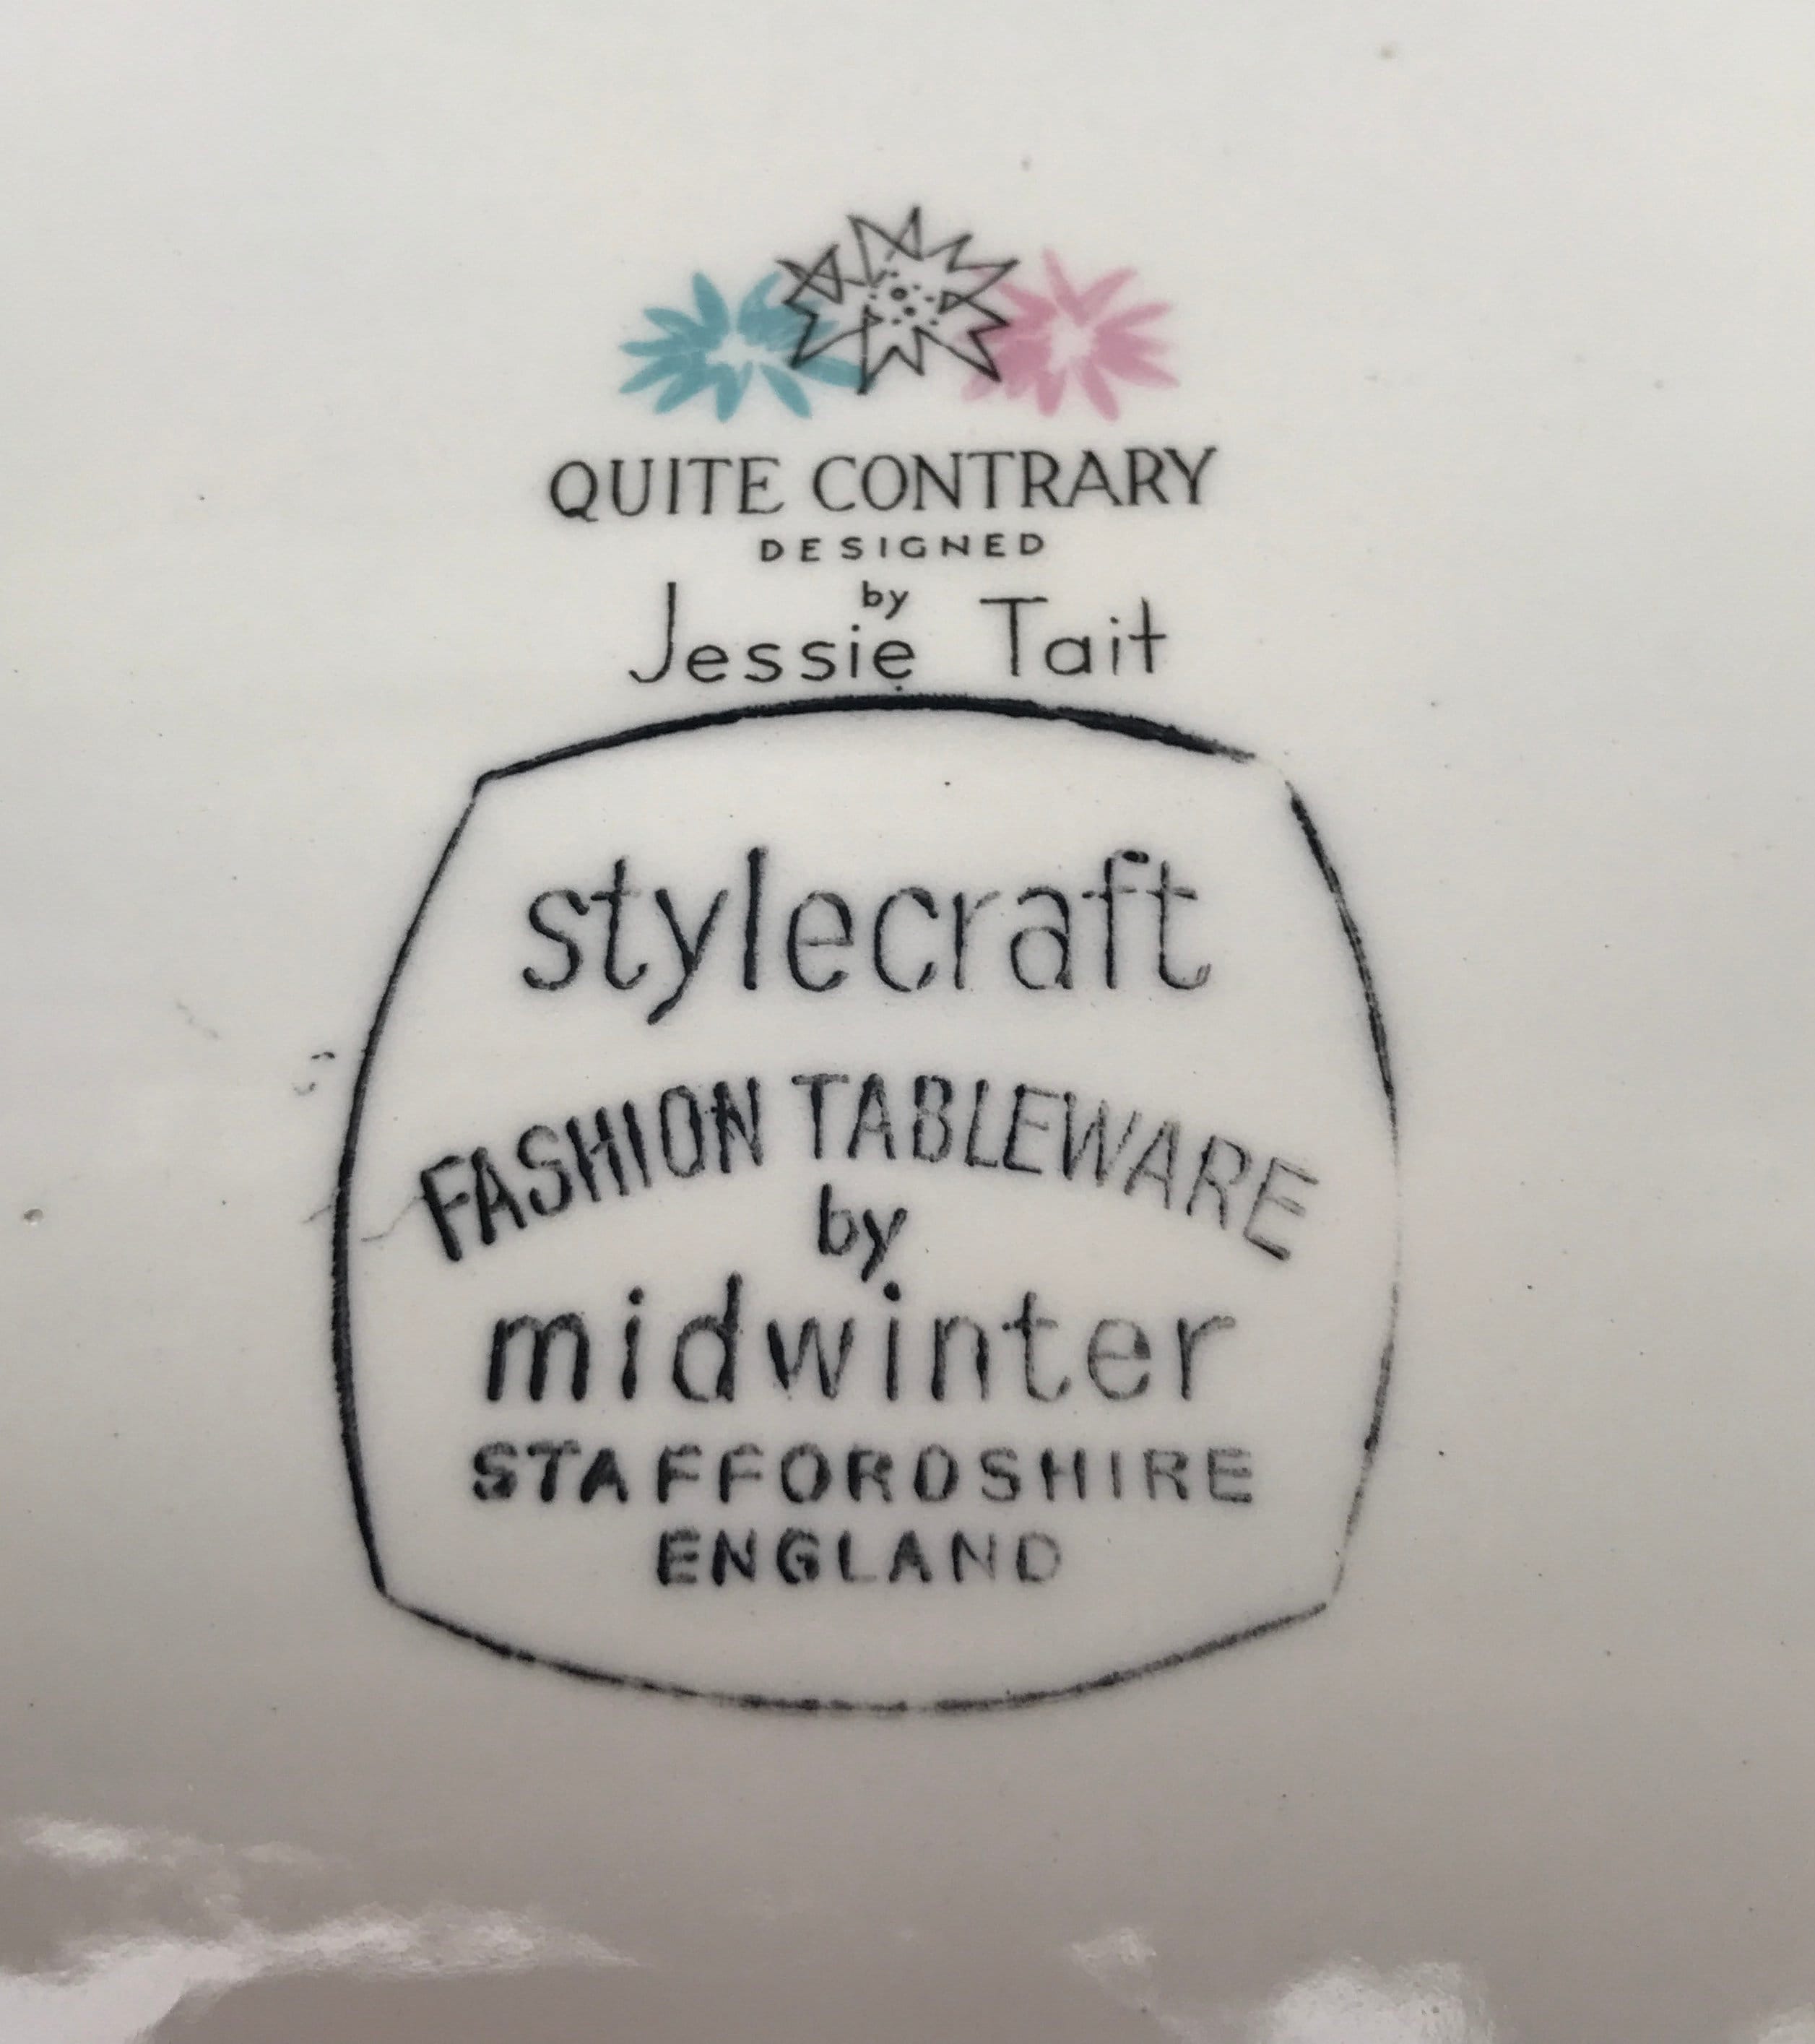 QUITE CONTRARY
DESIGNED
by
Jessie Tait
stylecraft
FASHION TABLEWARE
by
midwinter
STAFFORDSHIRE
ENGLAND